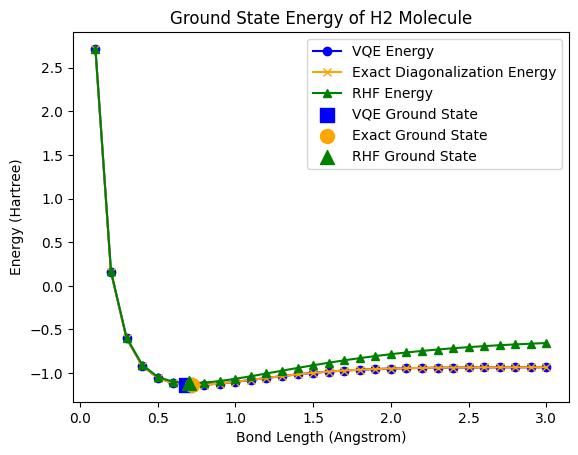 Ground State Energy of H2 Molecule
VQE Energy
Exact Diagonalization Energy
RHF Energy
VQE Ground State
Exact Ground State
RHF Ground State
Energy (Hartree)
2.5
2.0
1.5
1.0
0.5
0.0
−0.5
−1.0
0.0 0.5 1.0 1.5 2.0 2.5 3.0
Bond Length (Angstrom)